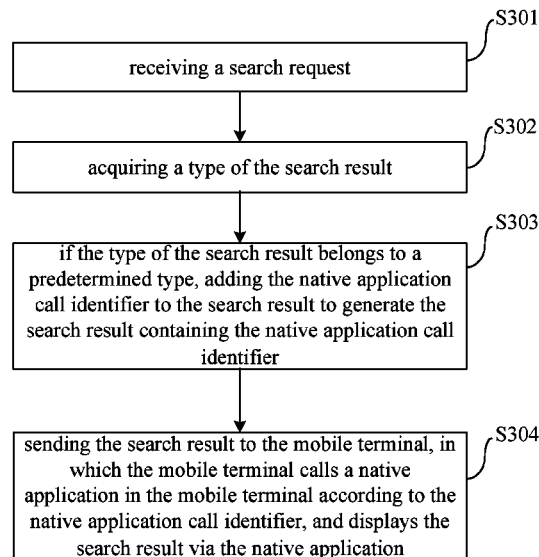 S301
receiving a search request
S302
acquiring a type of the search result
S303
if the type of the search result belongs to a
predetermined type, adding the native application
call identifier to the search result to generate the
search result containing the native application call
identifier
S304
sending the search result to the mobile terminal, in
which the mobile terminal calls a native
application in the mobile terminal according to the
native application call identifier, and displays the
search result via the native application